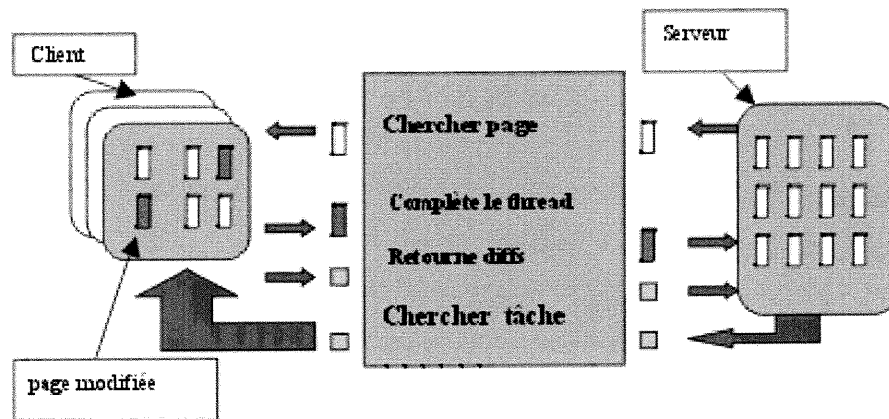 Client
Serveur
Chercher page
Complète le thread
Retourne diffs
Chercher tâche
page modifiée